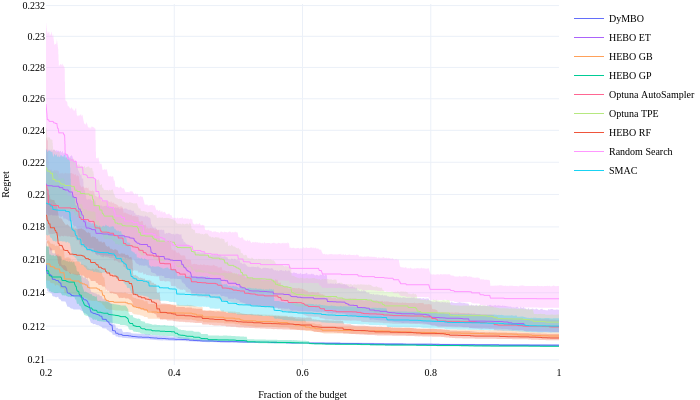 0.232
0.23
0.228
0.226
0.224
0.222
0.22
0.218
0.216
0.214
0.212
0.21
Regret
0.2
0.4
0.6
0.8
1
Fraction of the budget
DyMBO
HEBO ET
HEBO GB
HEBO GP
Optuna AutoSampler
Optuna TPE
HEBO RF
Random Search
SMAC